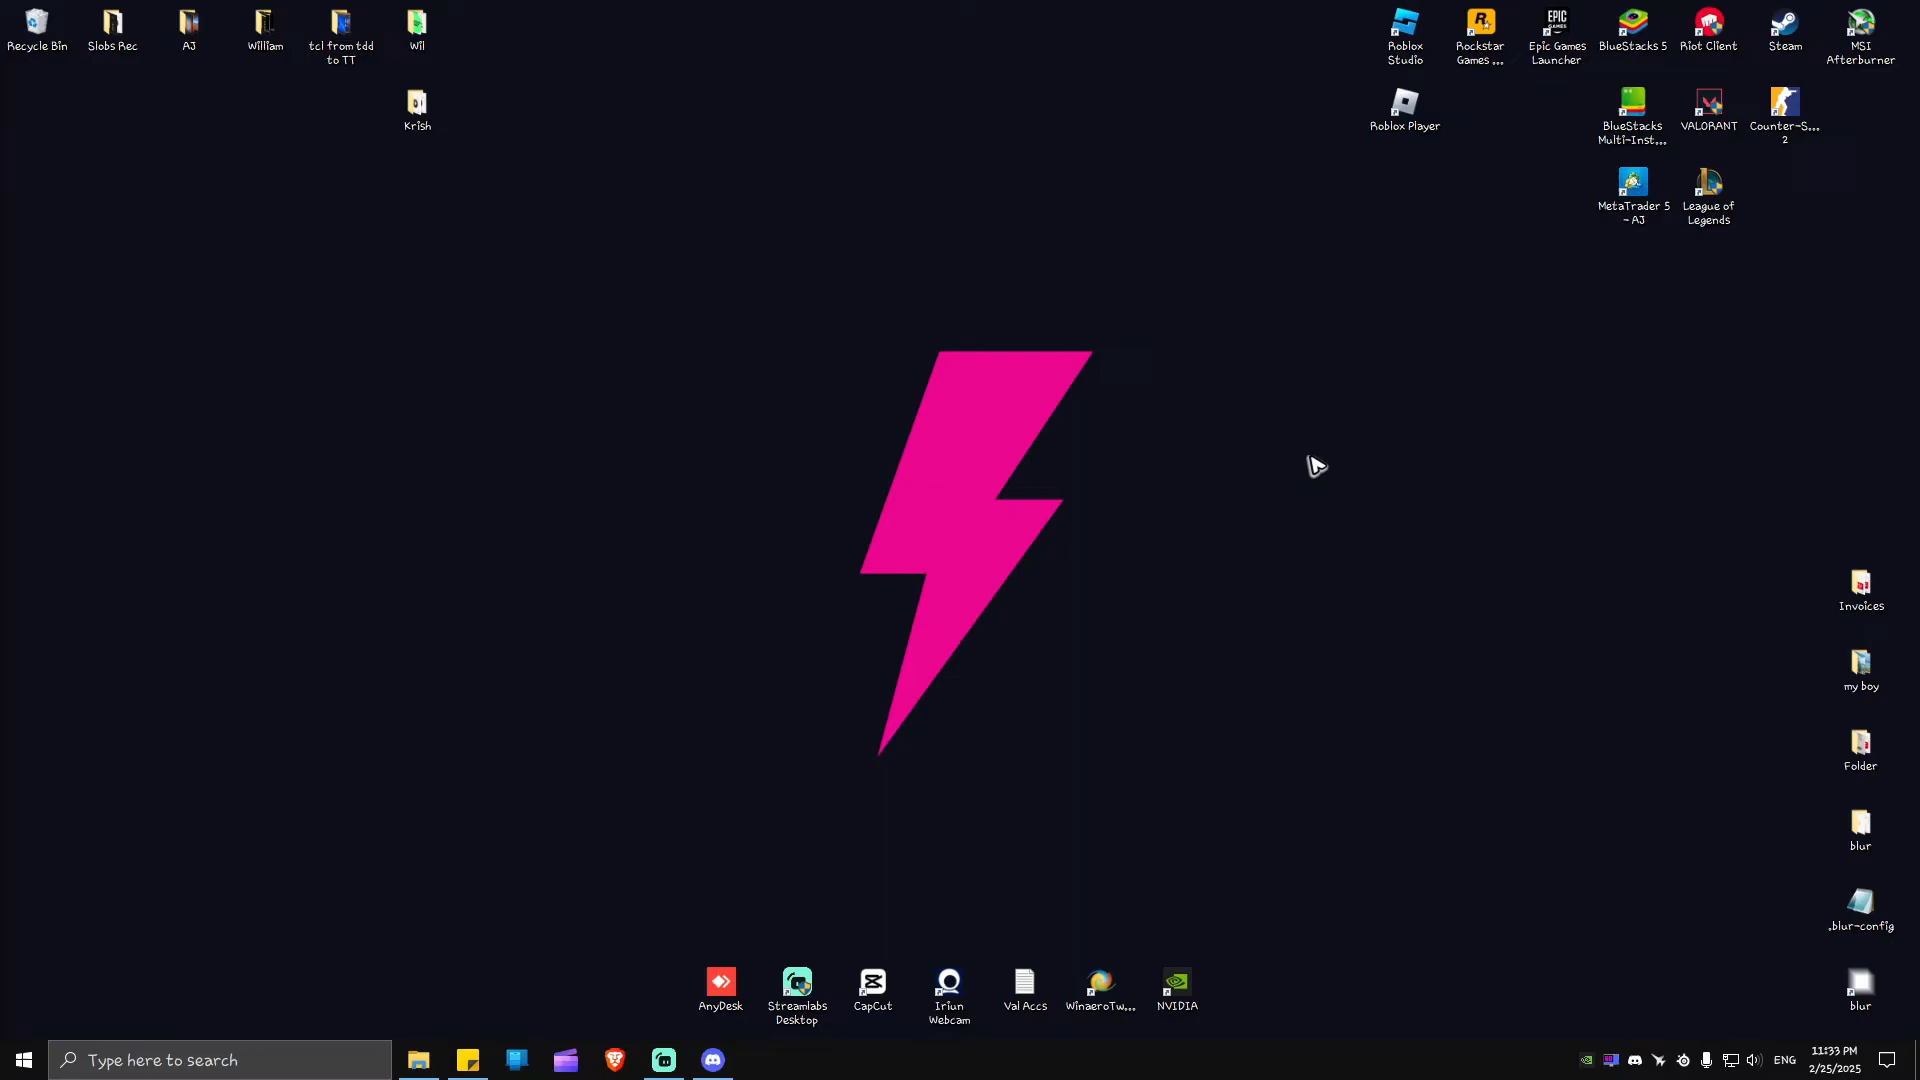 Recycle Bin
Slobs Rec
AJ
William
tcl from tdd
to TT
Wil
Krish
Roblox
Studio
Rockstar
Games ...
EPIC
GAMES
Epic Games
Launcher
BlueStacks 5
Riot Client
Steam
MSI
Afterburner
Roblox Player
BlueStacks
Multi-Inst...
VALORANT
Counter-S...
2
MetaTrader 5
- AJ
League of
Legends
Invoices
my boy
Folder
blur
.blur-config
blur
AnyDesk
Streamlabs
Desktop
CapCut
Iriun
Webcam
Val Accs
WinaeroTw...
NVIDIA
Type here to search
ENG
11:33 PM
2/25/2025